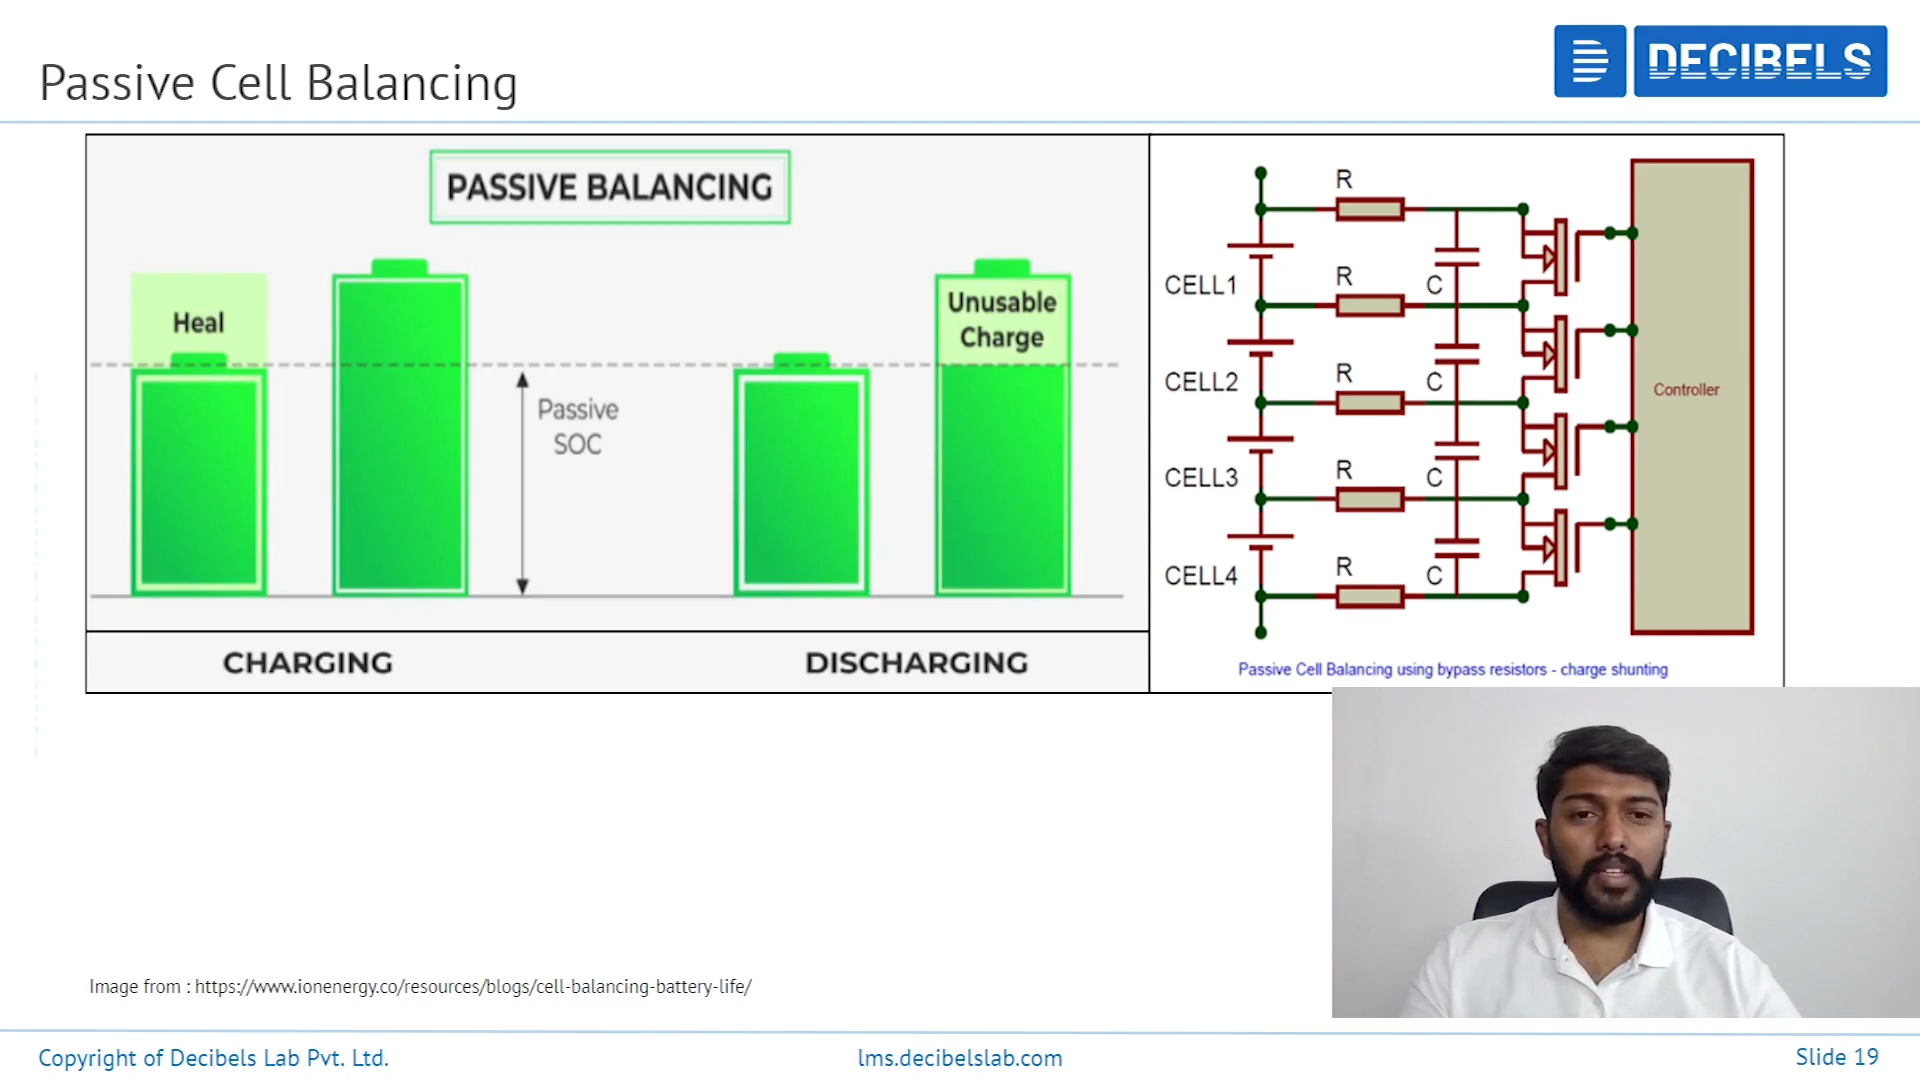 Passive Cell Balancing
DECIBELS
PASSIVE BALANCING
Heal
Unusable
Charge
Passive
SOC
CHARGING
DISCHARGING
R
CELL1
R
C
CELL2
R
C
CELL3
R
C
CELL4
R
C
Controller
Passive Cell Balancing using bypass resistors - charge shunting
Image from : https://www.ionenergy.co/resources/blogs/cell-balancing-battery-life/
Copyright of Decibels Lab Pvt. Ltd.
lms.decibelslab.com
Slide 19